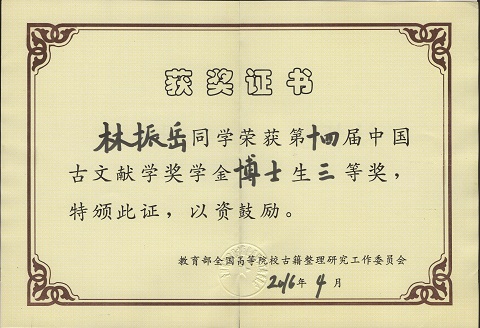 获奖证书
林振岳同学荣获第十四届中国
古文献学奖学金博士生三等奖，
特颁此证，以资鼓励。
教育部全国高等院校古籍整理研究工作委员会
2016年4月